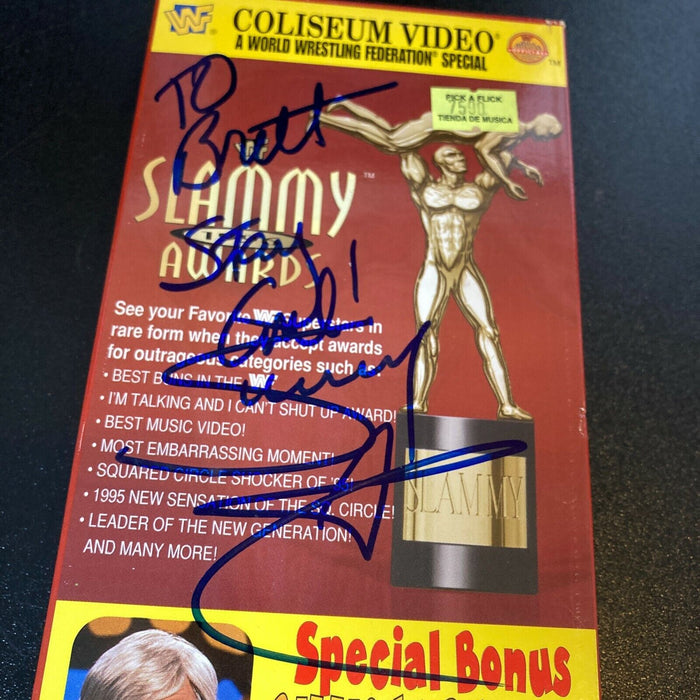 WF
COLISEUM VIDEO®
A WORLD WRESTLING FEDERATION® SPECIAL
TM
PICK A FLICK
7500
TIENDA DE MUSICA
TO
Brett
SLAMMY™
AWARDS
Stay
See your Favorite WF Superstars in
rare form when they accept awards
for outrageous categories such as:
• BEST BUNS IN THE WF
• I'M TALKING AND I CAN'T SHUT UP AWARD!
• BEST MUSIC VIDEO!
• MOST EMBARRASSING MOMENT!
• SQUARED CIRCLE SHOCKER OF '95!
• 1995 NEW SENSATION OF THE SQ. CIRCLE!
• LEADER OF THE NEW GENERATION!
AND MANY MORE!
SLAMMY
Special Bonus